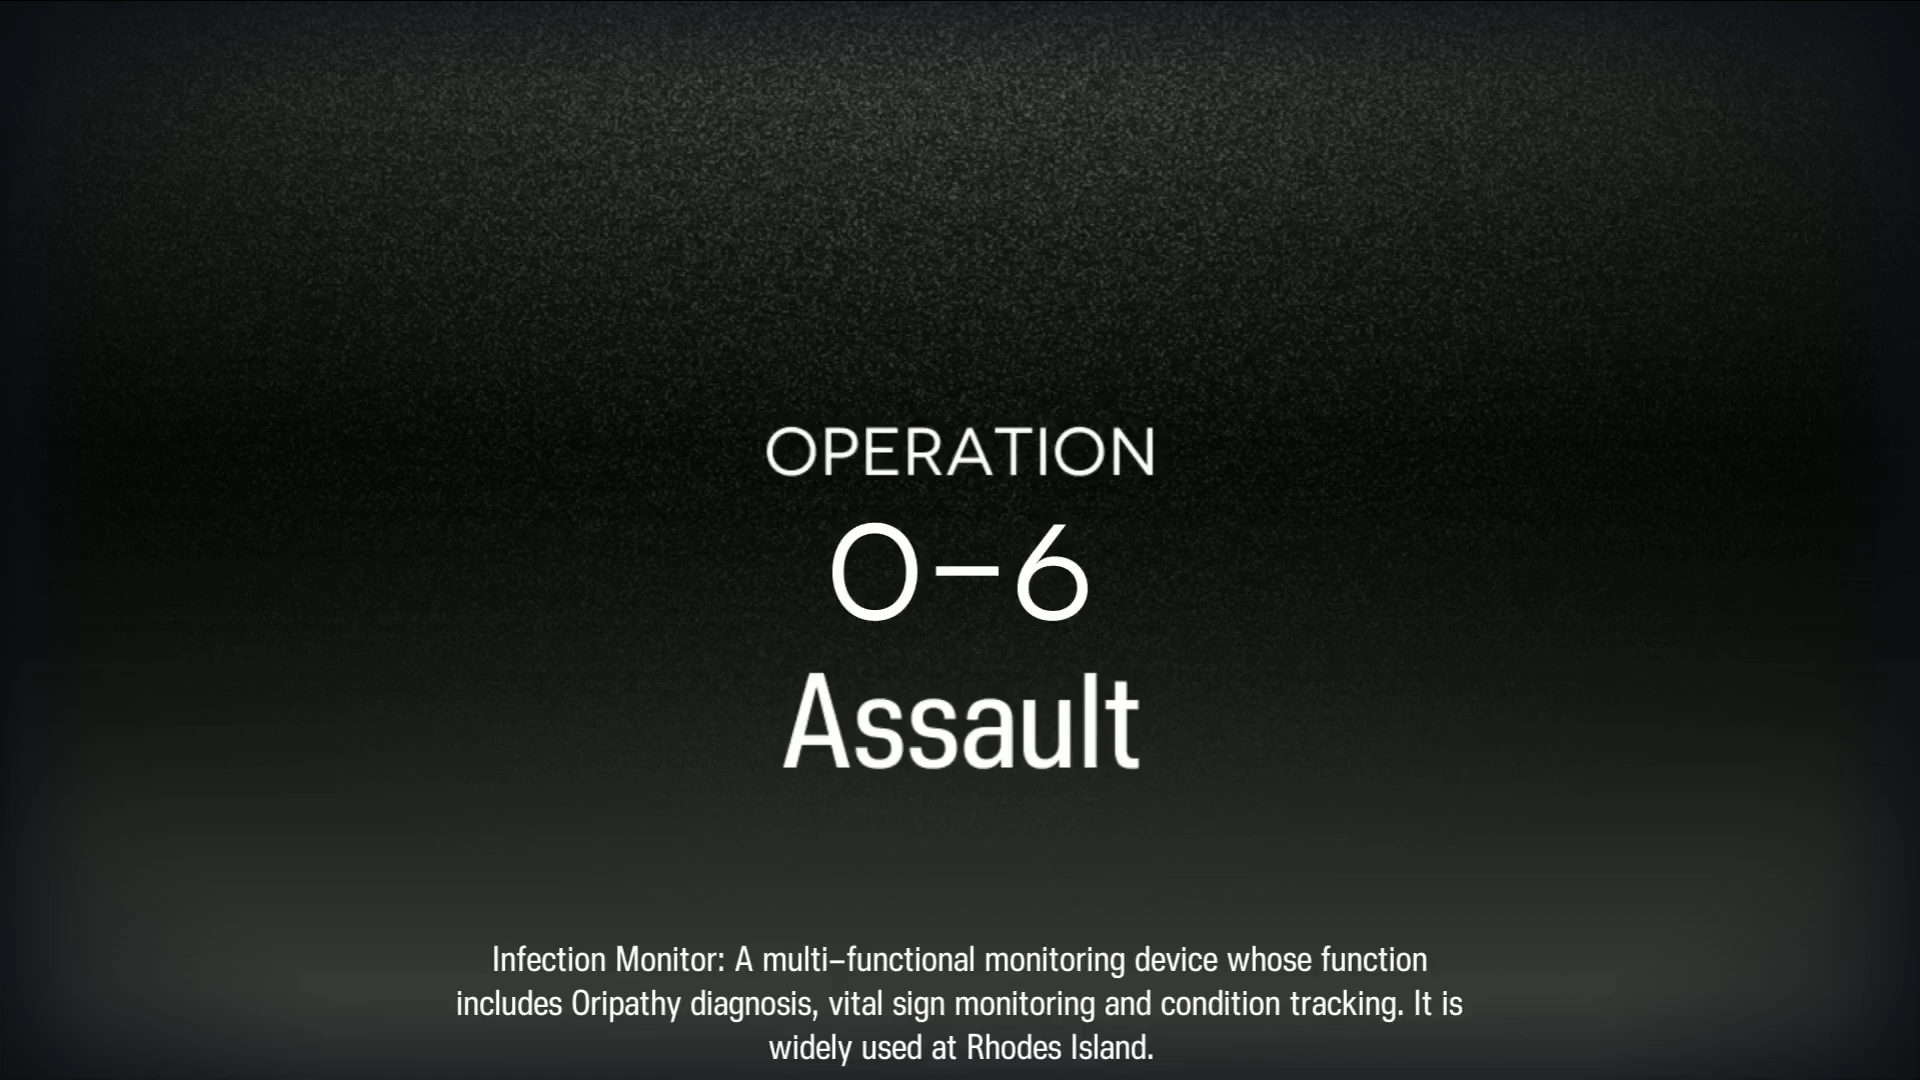 OPERATION
0-6
Assault
Infection Monitor: A multi-functional monitoring device whose function
includes Oripathy diagnosis, vital sign monitoring and condition tracking. It is
widely used at Rhodes Island.